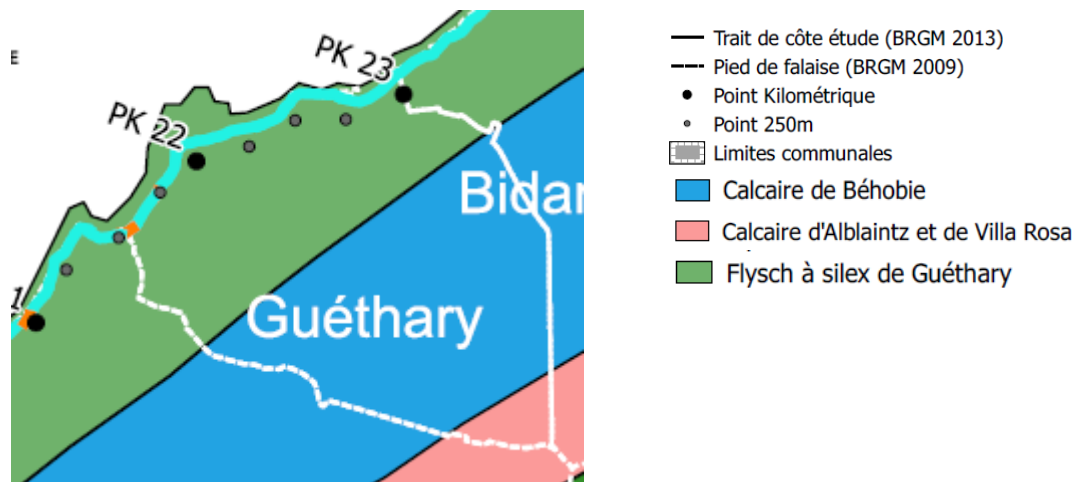 E
PK 23
PK 22
1
Bidar
Guéthary
Trait de côte étude (BRGM 2013)
Pied de falaise (BRGM 2009)
Point Kilométrique
Point 250m
Limites communales
Calcaire de Béhobie
Calcaire d'Alblaintz et de Villa Rosa
Flysch à silex de Guéthary